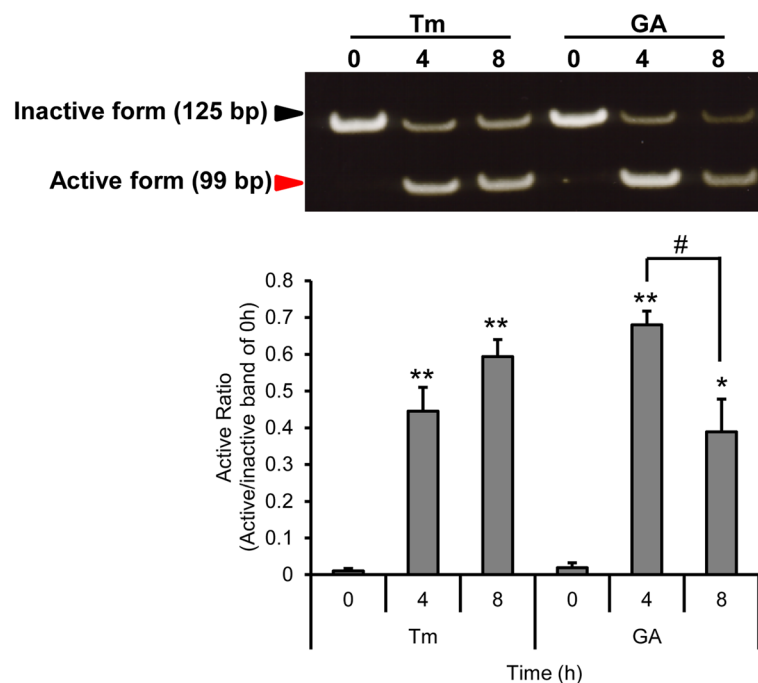 Tm GA
0 4 8 0 4 8
Inactive form (125 bp)
Active form (99 bp)
#
0.8
0.7
0.6
0.5
0.4
0.3
0.2
0.1
0
Active Ratio
(Active/inactive band of 0h)
** ** ** *
0 4 8 0 4 8
Tm GA
Time (h)